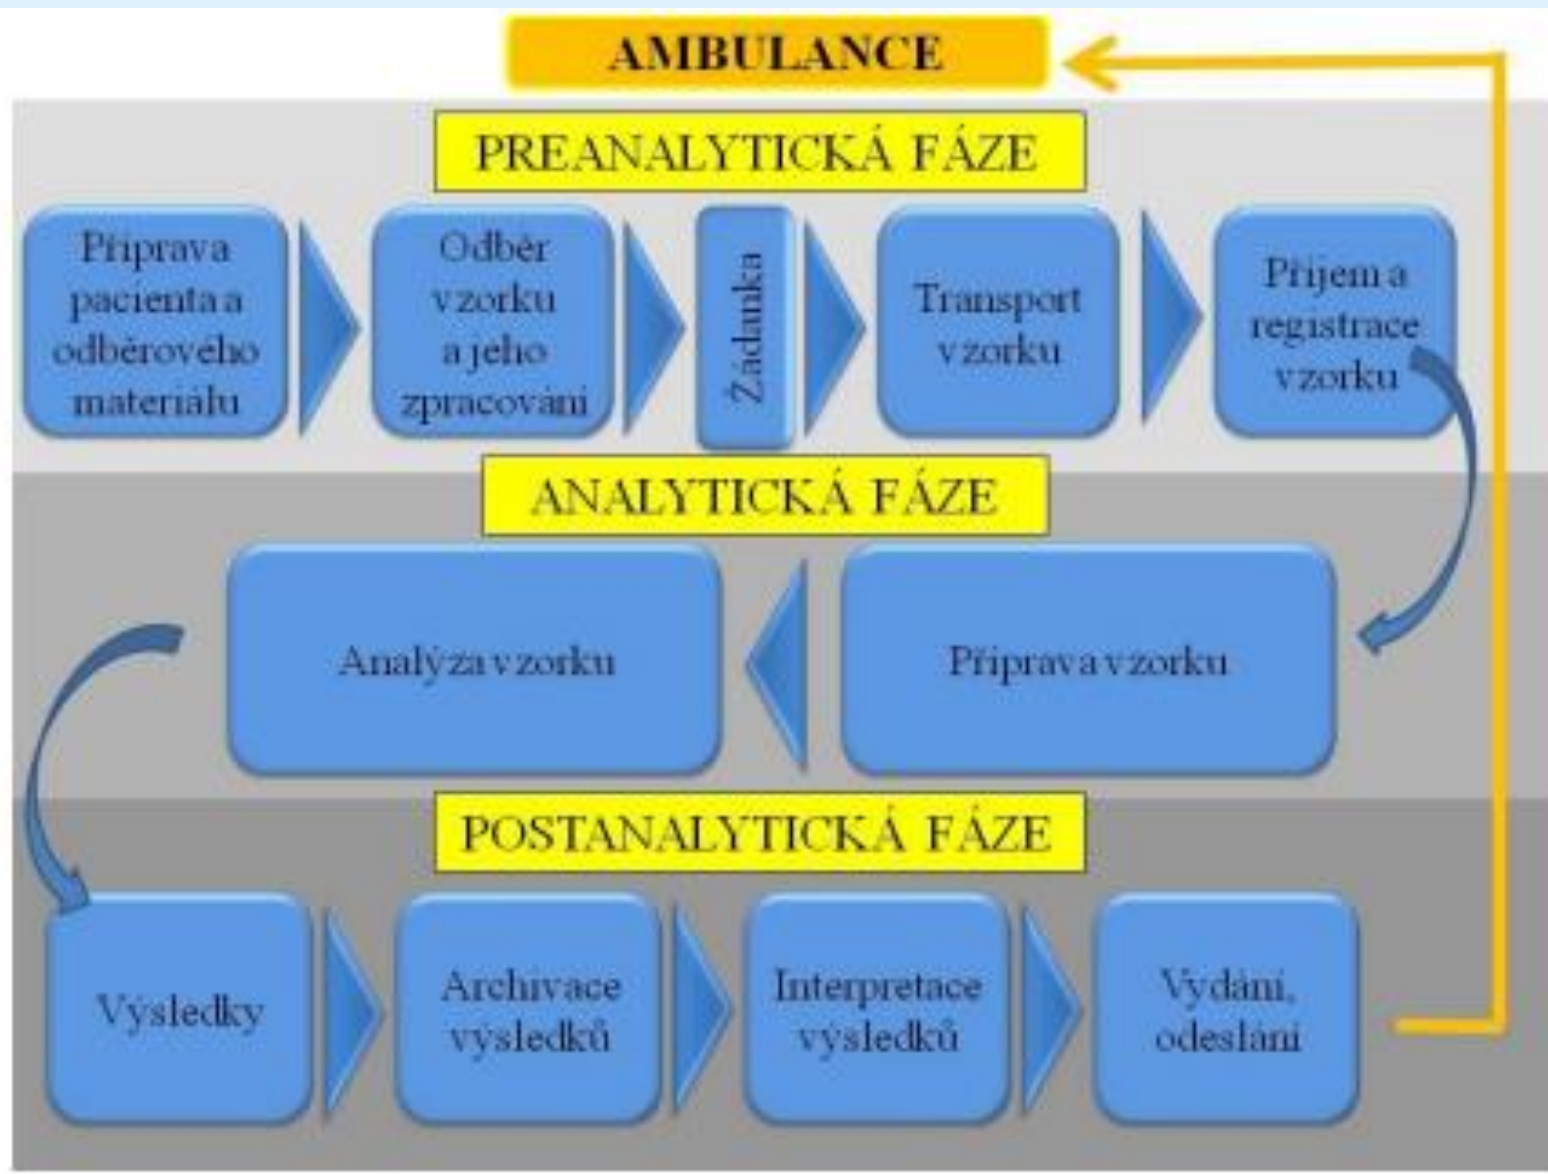 AMBULANCE
PREANALYTICKÁ FÁZE
Příprava
pacienta a
odběrového
materiálu
Odběr
vzorku
a jeho
zpracování
Žádanka
Transport
vzorku
Příjem a
registrace
vzorku
ANALYTICKÁ FÁZE
Příprava vzorku
Analýza vzorku
POSTANALYTICKÁ FÁZE
Výsledky
Archivace
výsledků
Interpretace
výsledků
Vydání,
odeslání